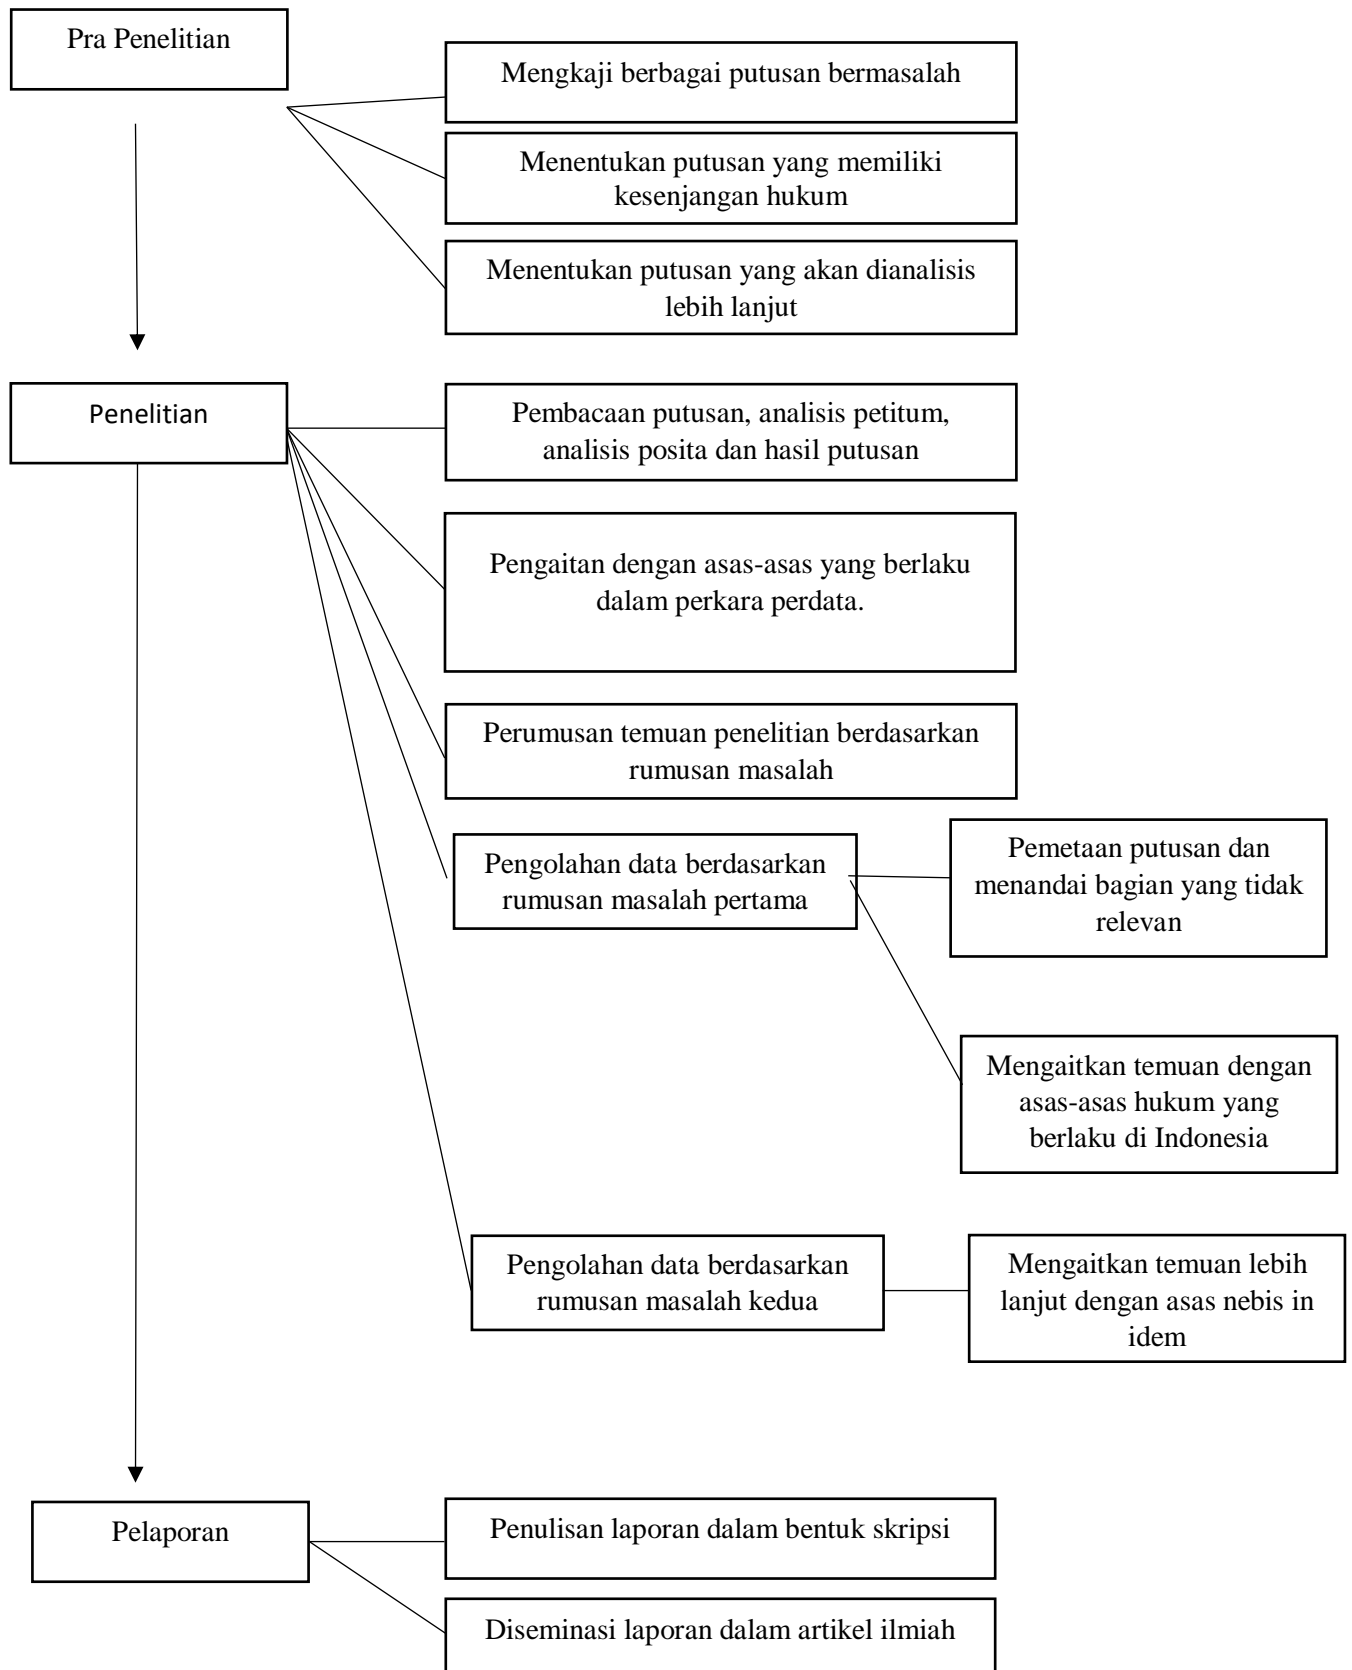 Pra Penelitian
Mengkaji berbagai putusan bermasalah
Menentukan putusan yang memiliki
kesenjangan hukum
Menentukan putusan yang akan dianalisis
lebih lanjut
Penelitian
Pembacaan putusan, analisis petitum,
analisis posita dan hasil putusan
Pengaitan dengan asas-asas yang berlaku
dalam perkara perdata.
Perumusan temuan penelitian berdasarkan
rumusan masalah
Pengolahan data berdasarkan
rumusan masalah pertama
Pemetaan putusan dan
menandai bagian yang tidak
relevan
Mengaitkan temuan dengan
asas-asas hukum yang
berlaku di Indonesia
Pengolahan data berdasarkan
rumusan masalah kedua
Mengaitkan temuan lebih
lanjut dengan asas nebis in
idem
Pelaporan
Penulisan laporan dalam bentuk skripsi
Diseminasi laporan dalam artikel ilmiah